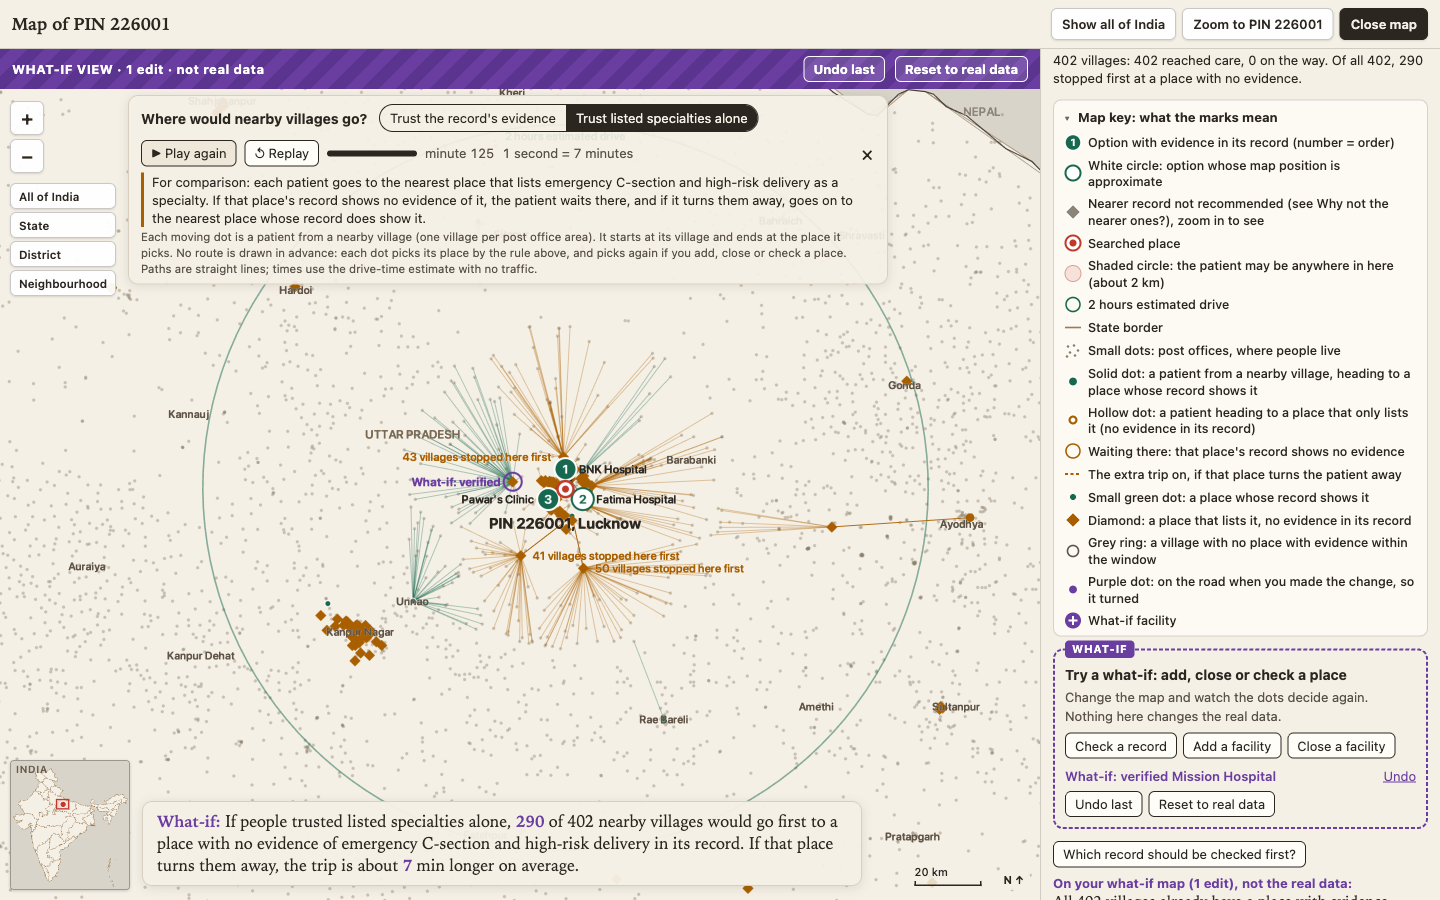 Map of PIN 226001
Show all of India
Zoom to PIN 226001
Close map
WHAT-IF VIEW · 1 edit · not real data
Undo last
Reset to real data
+
−
All of India
State
District
Neighbourhood
Kheri
NEPAL
Where would nearby villages go?
Trust the record's evidence
Trust listed specialties alone
▶ Play again
↺ Replay
minute 125
1 second = 7 minutes
×
For comparison: each patient goes to the nearest place that lists emergency C-section and high-risk delivery as a
specialty. If that place's record shows no evidence of it, the patient waits there, and if it turns them away, goes on to
the nearest place whose record does show it.
Each moving dot is a patient from a nearby village (one village per post office area). It starts at its village and ends at the place it
picks. No route is drawn in advance: each dot picks its place by the rule above, and picks again if you add, close or check a place.
Paths are straight lines; times use the drive-time estimate with no traffic.
Hardoi
Gonda
Kannauj
UTTAR PRADESH
43 villages stopped here first
1
BNK Hospital
Barabanki
What-if: verified
Pawar's Clinic
3
2
Fatima Hospital
PIN 226001, Lucknow
Ayodhya
41 villages stopped here first
50 villages stopped here first
Auraiya
Unnao
Kanpur Nagar
Kanpur Dehat
Rae Bareli
Amethi
Sultanpur
Pratapgarh
INDIA
What-if: If people trusted listed specialties alone, 290 of 402 nearby villages would go first to a
place with no evidence of emergency C-section and high-risk delivery in its record. If that place
turns them away, the trip is about 7 min longer on average.
20 km
N ↑
402 villages: 402 reached care, 0 on the way. Of all 402, 290
stopped first at a place with no evidence.
Map key: what the marks mean
1
Option with evidence in its record (number = order)
White circle: option whose map position is
approximate
Nearer record not recommended (see Why not the
nearer ones?), zoom in to see
Searched place
Shaded circle: the patient may be anywhere in here
(about 2 km)
2 hours estimated drive
State border
Small dots: post offices, where people live
Solid dot: a patient from a nearby village, heading to a
place whose record shows it
Hollow dot: a patient heading to a place that only lists
it (no evidence in its record)
Waiting there: that place's record shows no evidence
The extra trip on, if that place turns the patient away
Small green dot: a place whose record shows it
Diamond: a place that lists it, no evidence in its record
Grey ring: a village with no place with evidence within
the window
Purple dot: on the road when you made the change, so
it turned
What-if facility
WHAT-IF
Try a what-if: add, close or check a place
Change the map and watch the dots decide again.
Nothing here changes the real data.
Check a record
Add a facility
Close a facility
What-if: verified Mission Hospital
Undo
Undo last
Reset to real data
Which record should be checked first?
On your what-if map (1 edit), not the real data: